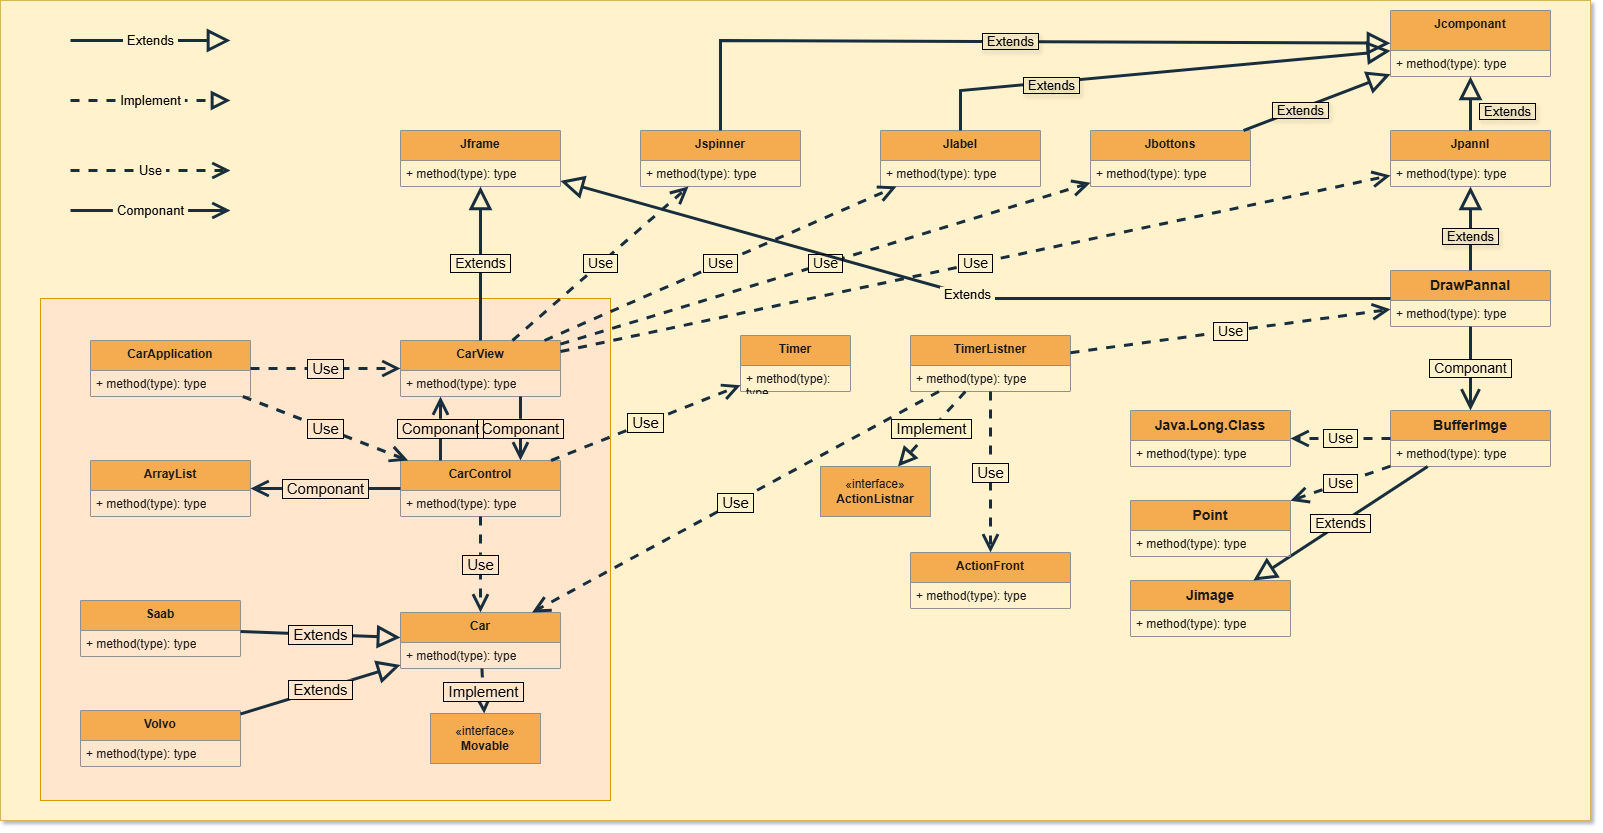 Extends
Implement
Use
Componant
Jcomponant
+ method(type): type
Extends
Extends
Extends
Extends
Jframe
+ method(type): type
Jspinner
+ method(type): type
Jlabel
+ method(type): type
Jbottons
+ method(type): type
Jpannl
+ method(type): type
Extends
Extends
Use
Use
Use
Use
Extends
DrawPannal
+ method(type): type
CarApplication
+ method(type): type
Use
CarView
+ method(type): type
Timer
+ method(type):
type
TimerListner
+ method(type): type
Use
Componant
Use
Componant
Componant
Use
Implement
Java.Long.Class
+ method(type): type
Use
BufferImge
+ method(type): type
ArrayList
+ method(type): type
Componant
CarControl
+ method(type): type
Use
«interface»
ActionListnar
Use
Use
Point
+ method(type): type
Extends
Use
ActionFront
+ method(type): type
Jimage
+ method(type): type
Saab
+ method(type): type
Extends
Car
+ method(type): type
Extends
Implement
Volvo
+ method(type): type
«interface»
Movable